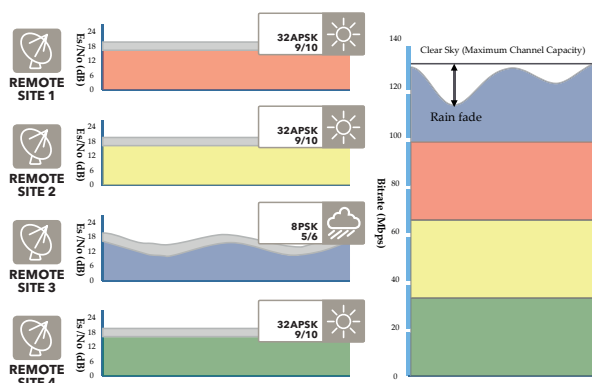 Es/No (dB)
24
18
12
6
0
32APSK
9/10
REMOTE
SITE 1
Es/No (dB)
24
18
12
6
0
32APSK
9/10
REMOTE
SITE 2
Es/No (dB)
24
18
12
6
0
8PSK
5/6
REMOTE
SITE 3
Es/No (dB)
24
18
12
6
0
32APSK
9/10
REMOTE
SITE 4
Bitrate (Mbps)
140
120
100
80
60
40
20
0
Clear Sky (Maximum Channel Capacity)
Rain fade